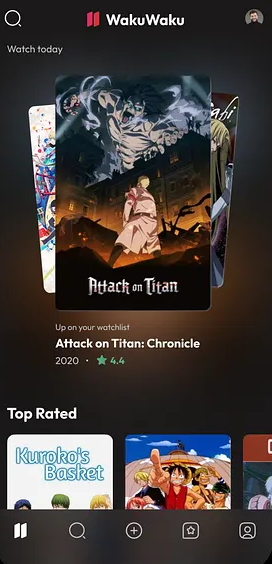 WakuWaku
Watch today
Attack on Titan
Up on your watchlist
Attack on Titan: Chronicle
2020 • ★ 4.4
Top Rated
Kuroko's
Basket